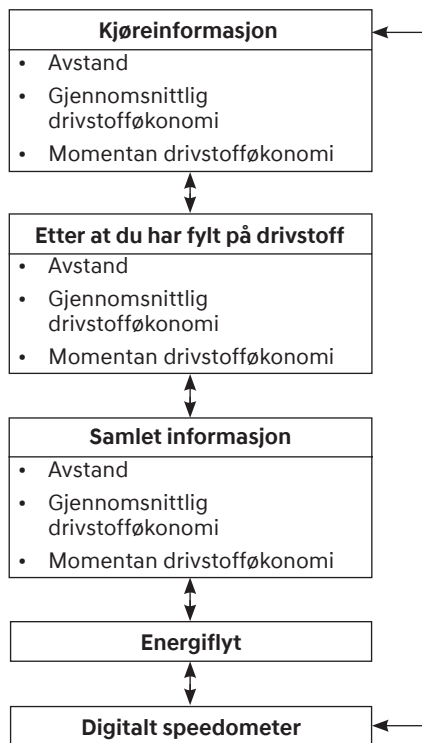 Kjøreinformasjon
• Avstand
• Gjennomsnittlig
drivstofføkonomi
• Momentan drivstofføkonomi
Etter at du har fylt på drivstoff
• Avstand
• Gjennomsnittlig
drivstofføkonomi
• Momentan drivstofføkonomi
Samlet informasjon
• Avstand
• Gjennomsnittlig
drivstofføkonomi
• Momentan drivstofføkonomi
Energiflyt
Digitalt speedometer